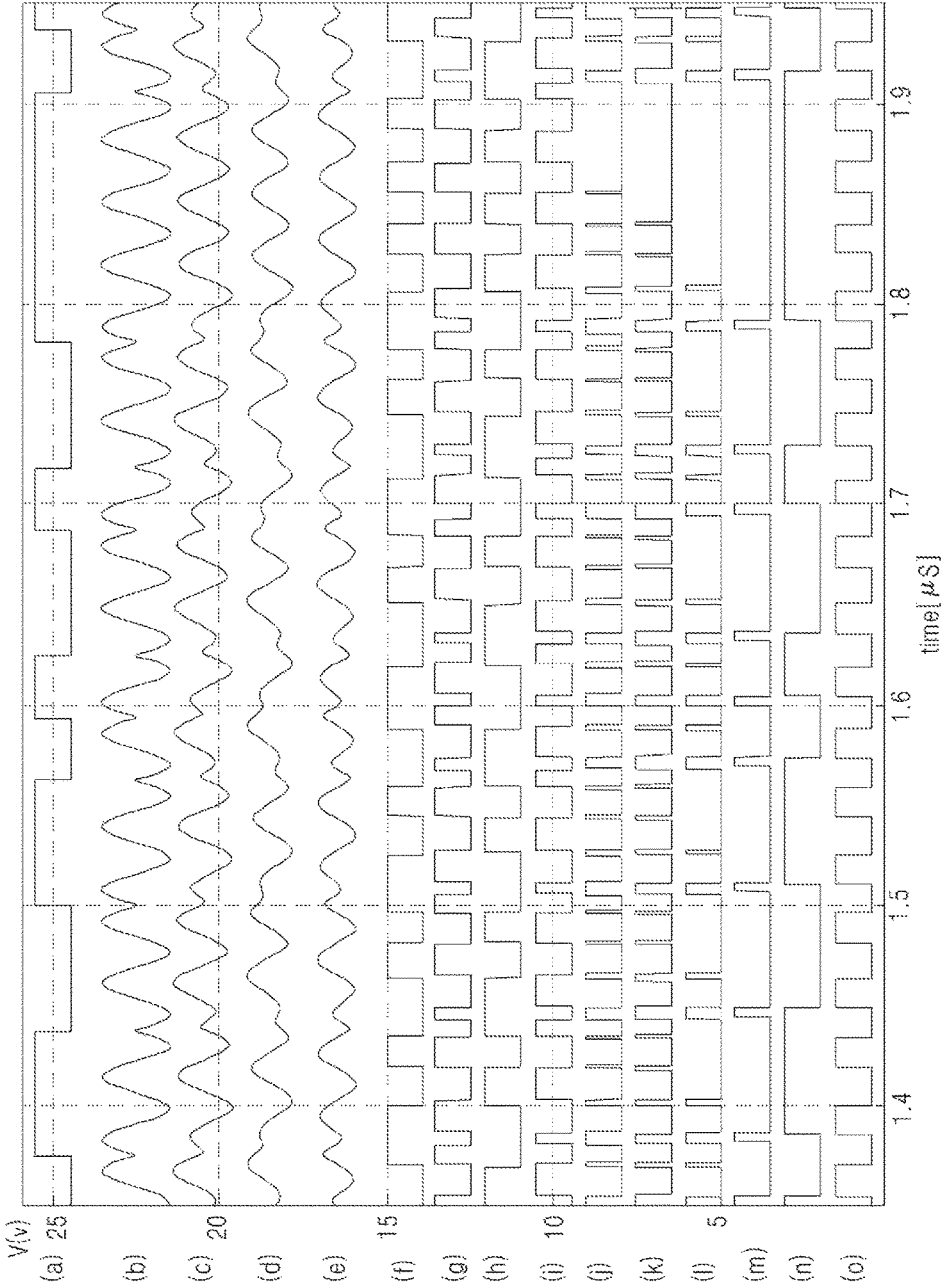 V(v)
(a) 25
(b)
(c) 20
(d)
(e)
(f) 15
(g)
(h)
(i) 10
(j)
(k)
(l) 5
(m)
(n)
(o)
1.4
1.5
1.6
1.7
1.8
1.9
time[μS]